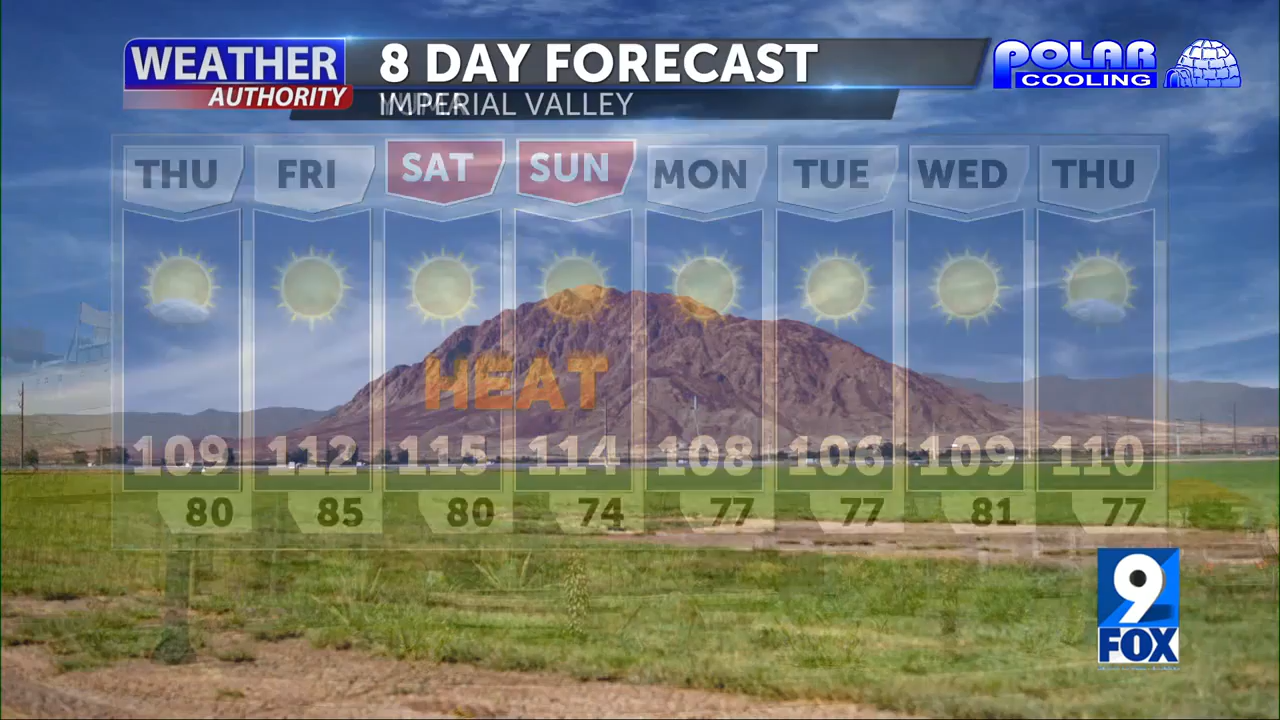 WEATHER
AUTHORITY
8 DAY FORECAST
IMPERIAL VALLEY
POLAR
COOLING
THU FRI SAT SUN MON TUE WED THU
HEAT
109 112 115 114 108 106 109 110
80 85 80 74 77 77 81 77
9
FOX